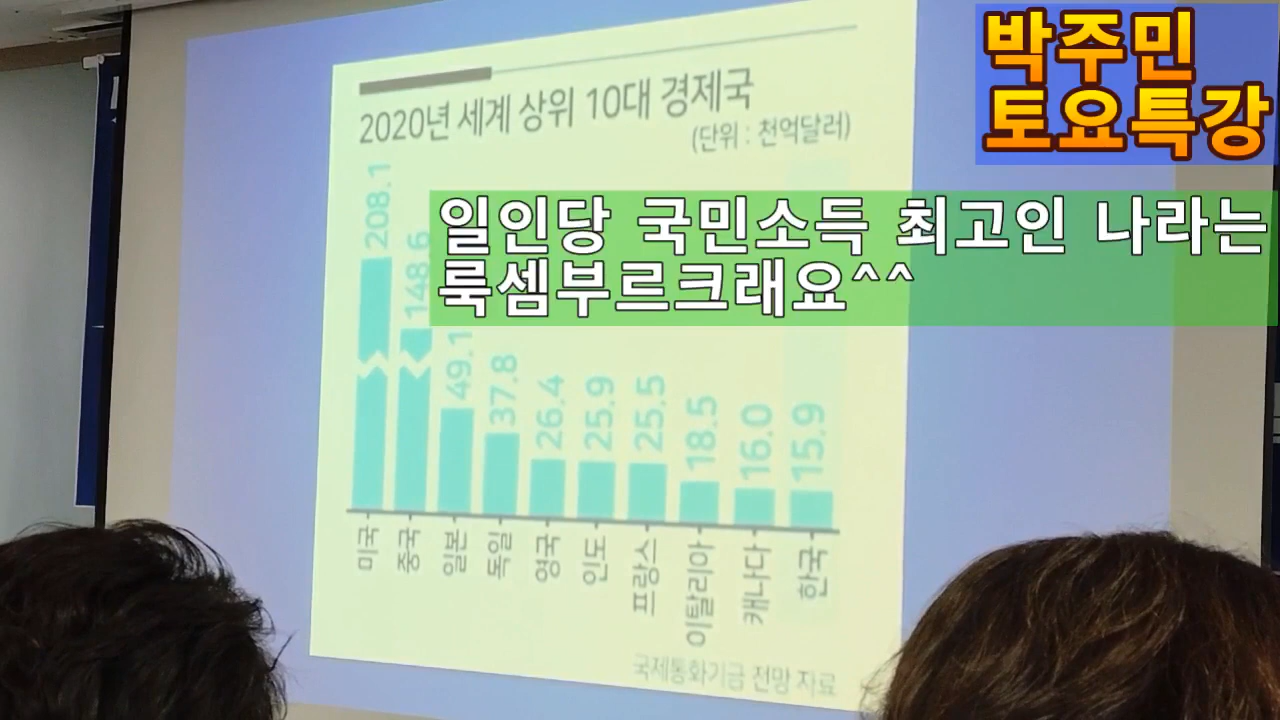 박주민
토요특강
2020년 세계 상위 10대 경제국
(단위 : 천억달러)
일인당 국민소득 최고인 나라는
룩셈부르크래요^^
208.1
148.6
49.1
37.8
26.4
25.9
25.5
18.5
16.0
15.9
미국
중국
일본
독일
영국
인도
프랑스
이탈리아
캐나다
한국
국제통화기금 전망 자료